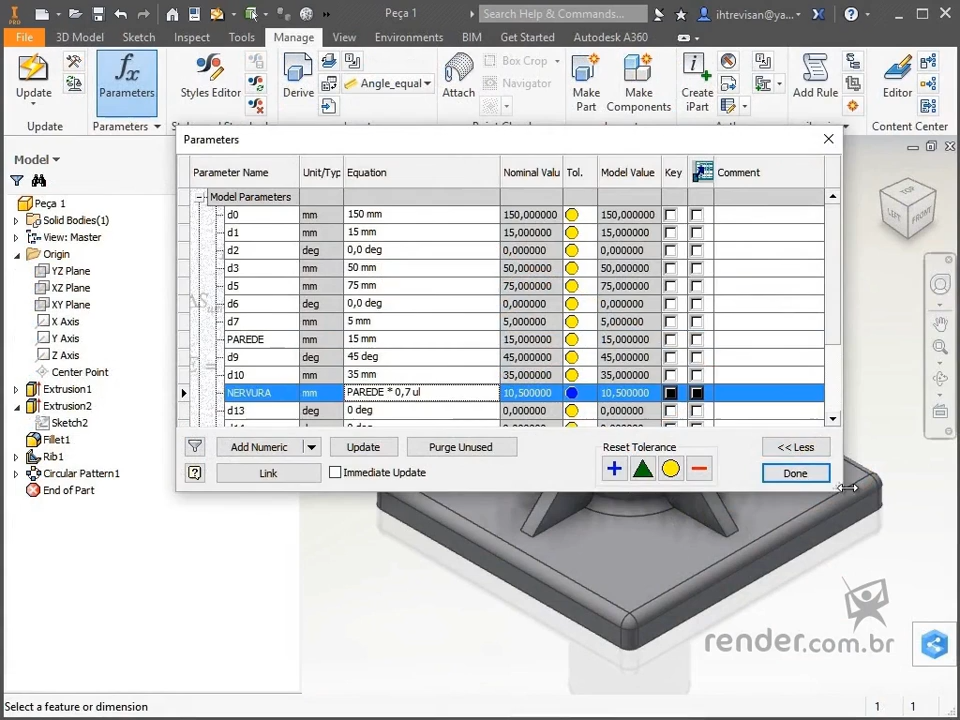 I
PRO
Peça 1
Search Help & Commands...
ihtrevisan@ya...
File 3D Model Sketch Inspect Tools Manage View Environments BIM Get Started Autodesk A360
Update
Parameters
Styles Editor
Derive
Angle_equal
Attach
Box Crop
Navigator
Make Part
Make Components
Create iPart
Add Rule
Editor
Update
Parameters
Content Center
Model
Peça 1
Solid Bodies(1)
View: Master
Origin
YZ Plane
XZ Plane
XY Plane
X Axis
Y Axis
Z Axis
Center Point
Extrusion1
Extrusion2
Sketch2
Fillet1
Rib1
Circular Pattern1
End of Part
Parameters
Parameter Name Unit/Typ Equation Nominal Valu Tol. Model Value Key Comment
Model Parameters
d0 mm 150 mm 150,000000 150,000000
d1 mm 15 mm 15,000000 15,000000
d2 deg 0,0 deg 0,000000 0,000000
d3 mm 50 mm 50,000000 50,000000
d5 mm 75 mm 75,000000 75,000000
d6 deg 0,0 deg 0,000000 0,000000
d7 mm 5 mm 5,000000 5,000000
PAREDE mm 15 mm 15,000000 15,000000
d9 deg 45 deg 45,000000 45,000000
d10 mm 35 mm 35,000000 35,000000
NERVURA mm PAREDE * 0,7 ul 10,500000 10,500000
d13 deg 0 deg 0,000000 0,000000
Add Numeric Update Purge Unused Reset Tolerance << Less
Link Immediate Update Done
TOP
LEFT
FRONT
render.com.br
Select a feature or dimension
1 1